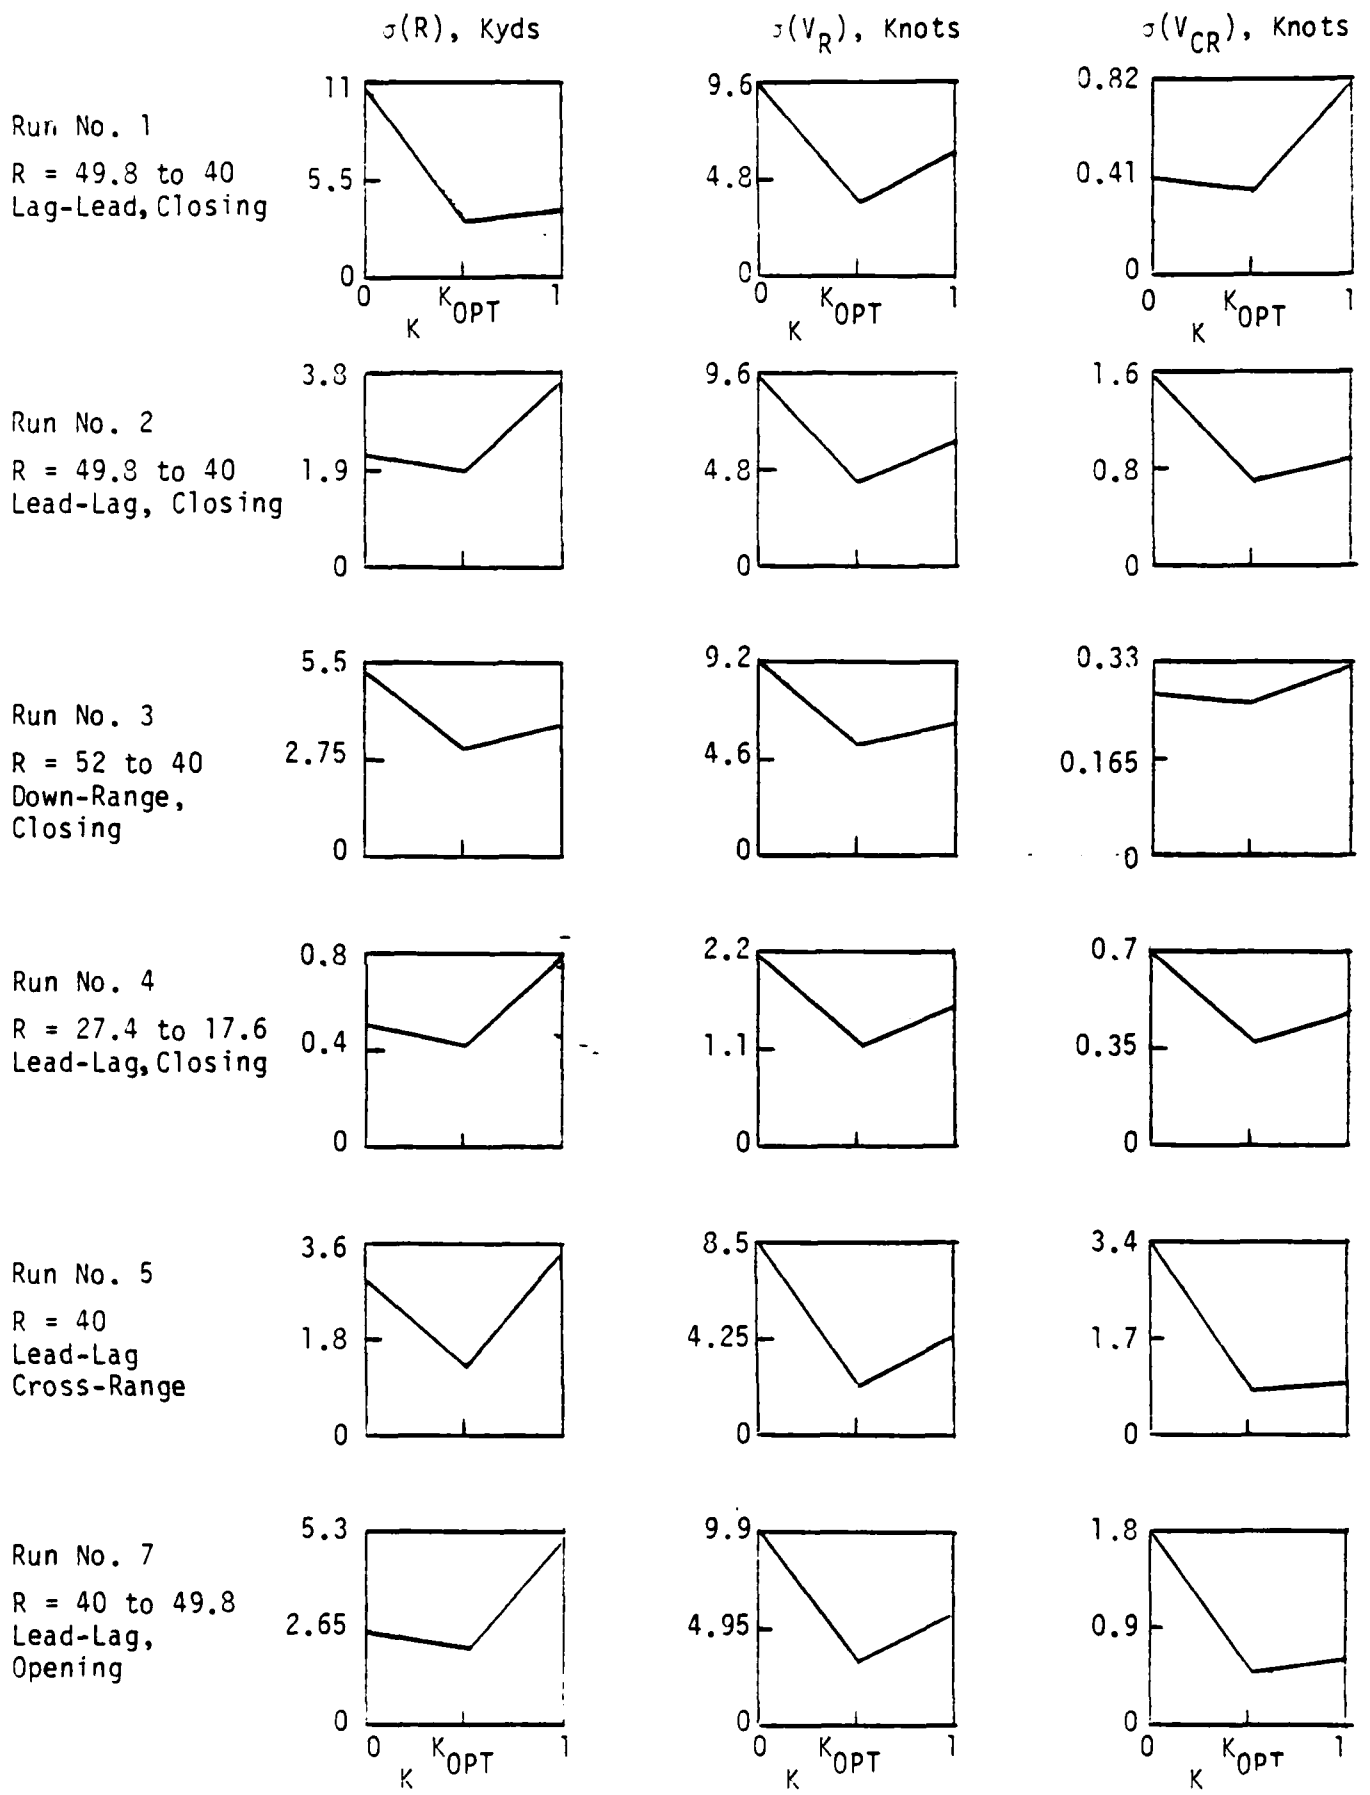 σ(R), Kyds
σ(V_R), Knots
σ(V_CR), Knots
Run No. 1
R = 49.8 to 40
Lag-Lead, Closing
11
5.5
0
0 K_OPT 1
K
9.6
4.8
0
0 K_OPT 1
K
0.82
0.41
0
0 K_OPT 1
K
Run No. 2
R = 49.8 to 40
Lead-Lag, Closing
3.8
1.9
0
9.6
4.8
0
1.6
0.8
0
Run No. 3
R = 52 to 40
Down-Range,
Closing
5.5
2.75
0
9.2
4.6
0
0.33
0.165
0
Run No. 4
R = 27.4 to 17.6
Lead-Lag, Closing
0.8
0.4
0
2.2
1.1
0
0.7
0.35
0
Run No. 5
R = 40
Lead-Lag
Cross-Range
3.6
1.8
0
8.5
4.25
0
3.4
1.7
0
Run No. 7
R = 40 to 49.8
Lead-Lag,
Opening
5.3
2.65
0
0 K_OPT 1
K
9.9
4.95
0
0 K_OPT 1
K
1.8
0.9
0
0 K_OPT 1
K